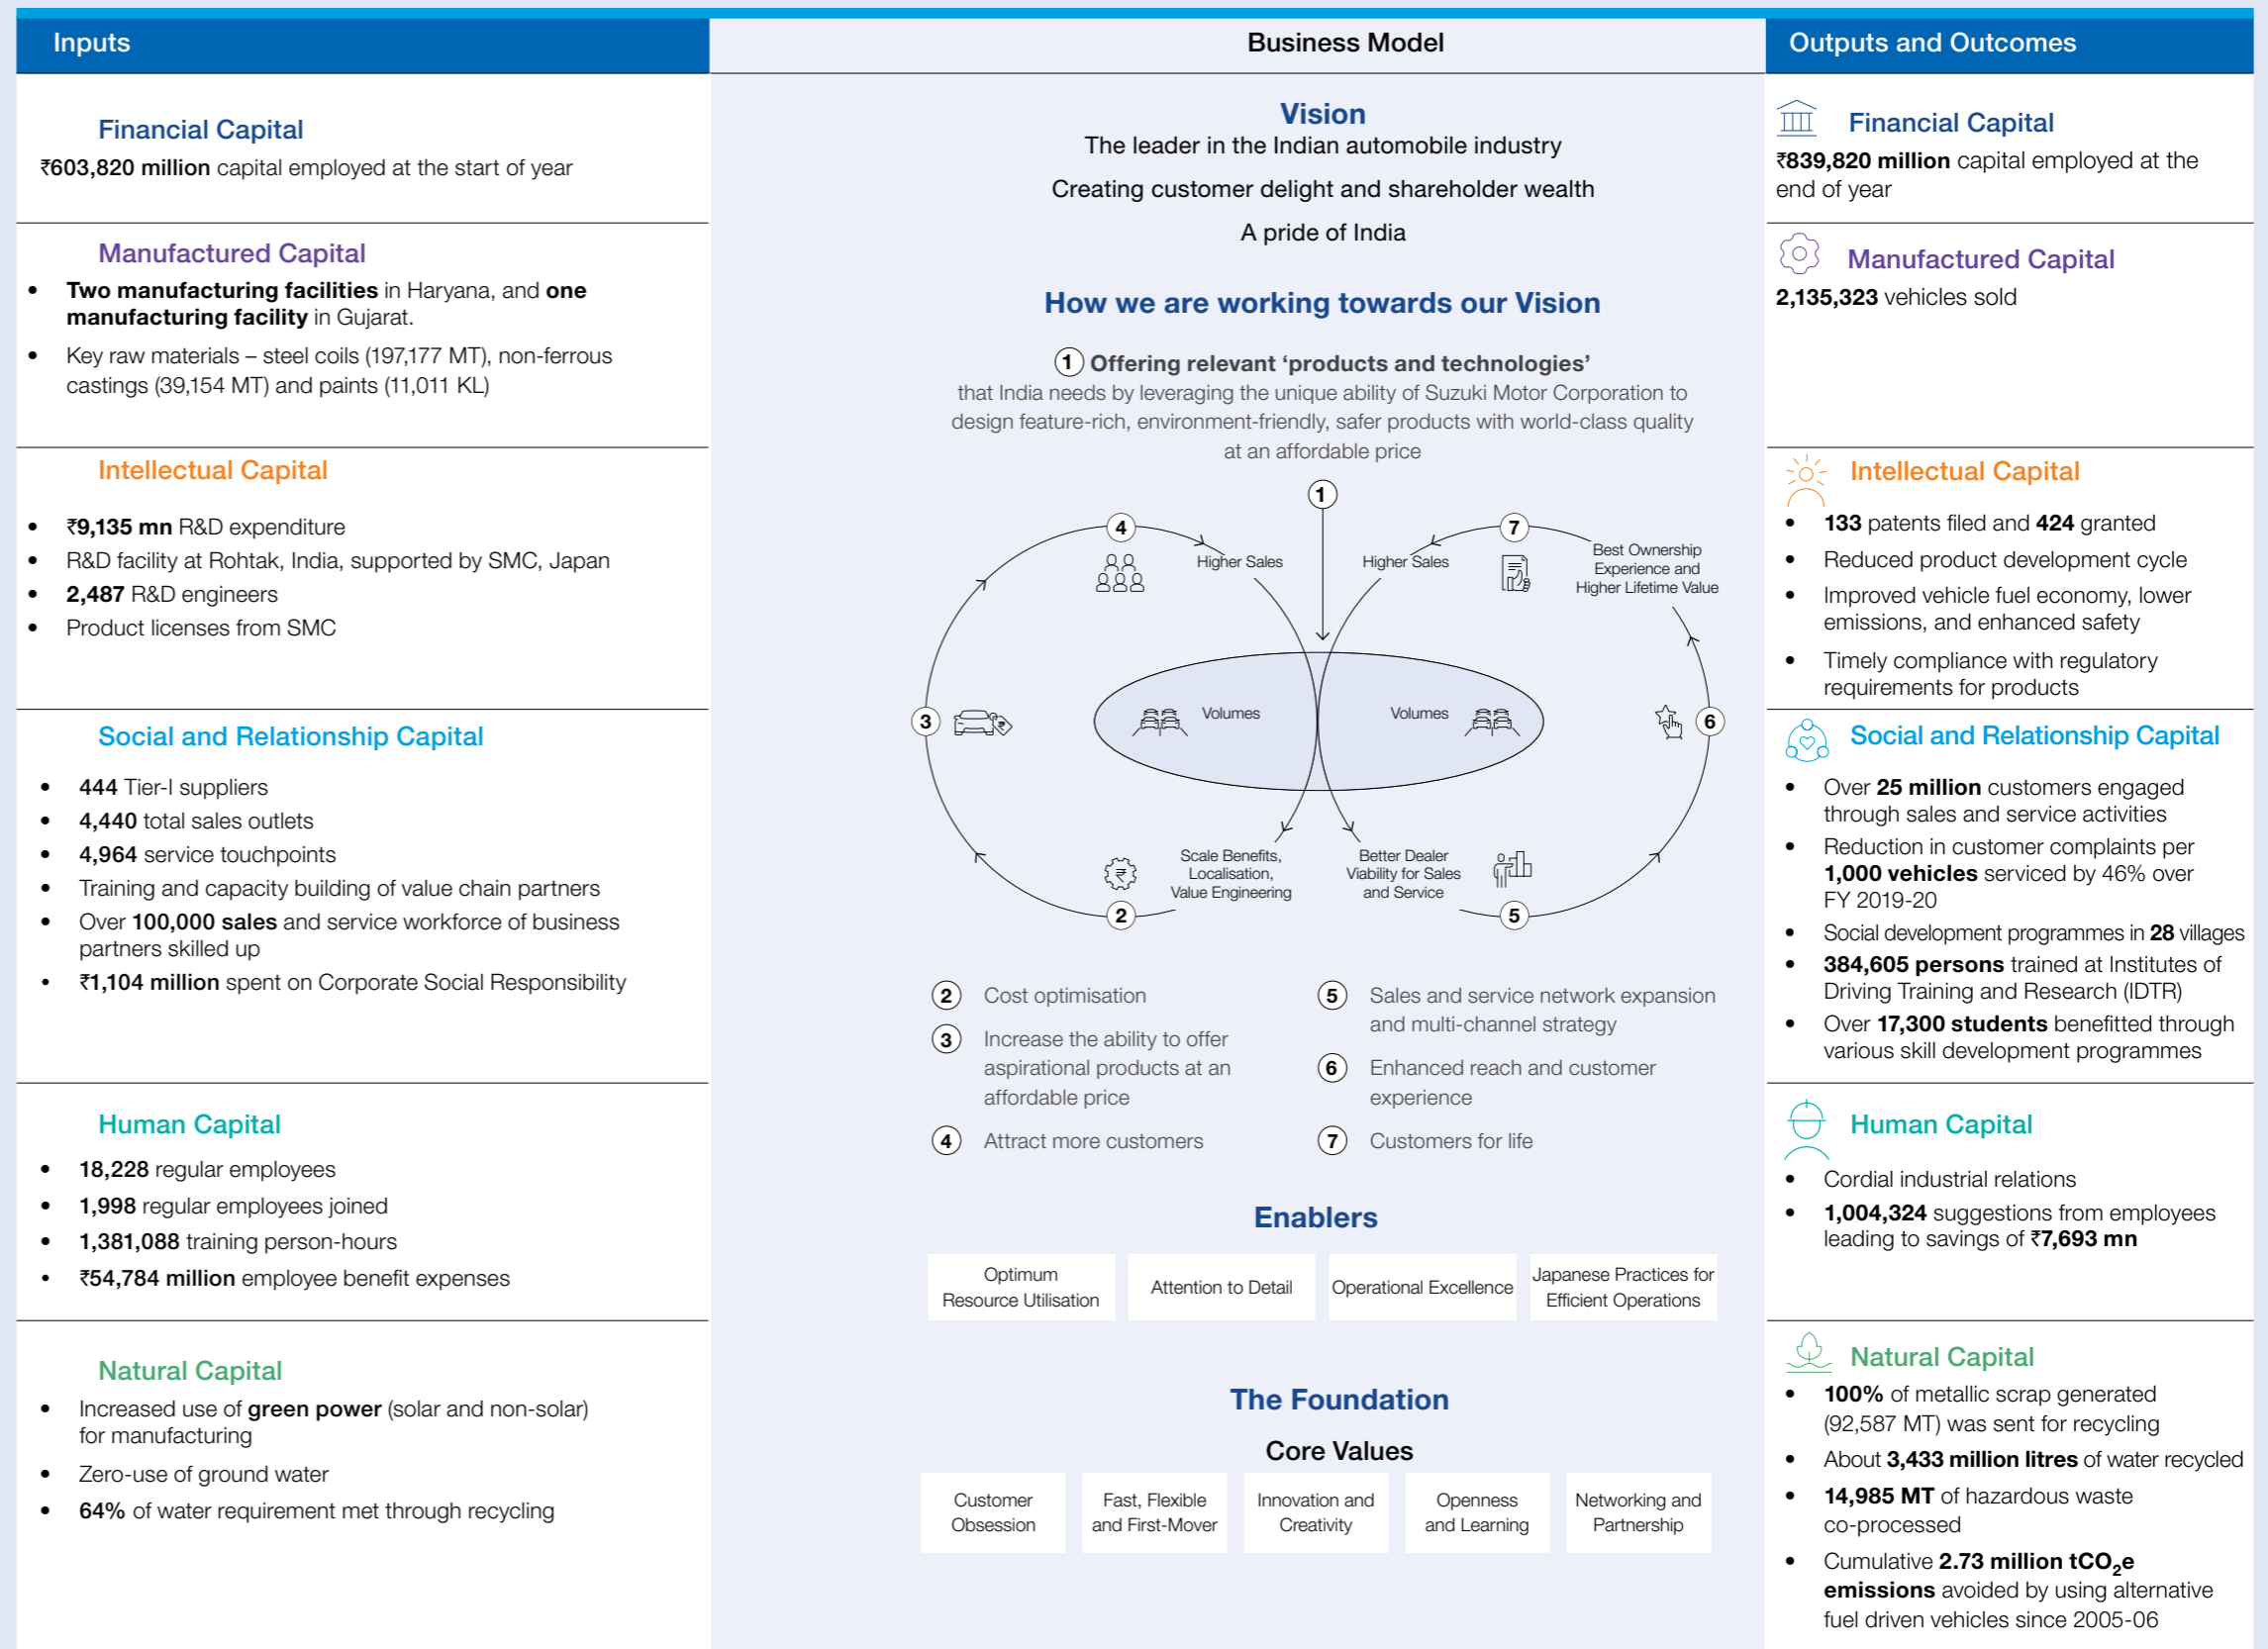 Inputs
Financial Capital
₹603,820 million capital employed at the start of year
Manufactured Capital
• Two manufacturing facilities in Haryana, and one
manufacturing facility in Gujarat.
• Key raw materials – steel coils (197,177 MT), non-ferrous
castings (39,154 MT) and paints (11,011 KL)
Intellectual Capital
• ₹9,135 mn R&D expenditure
• R&D facility at Rohtak, India, supported by SMC, Japan
• 2,487 R&D engineers
• Product licenses from SMC
Social and Relationship Capital
• 444 Tier-I suppliers
• 4,440 total sales outlets
• 4,964 service touchpoints
• Training and capacity building of value chain partners
• Over 100,000 sales and service workforce of business
partners skilled up
• ₹1,104 million spent on Corporate Social Responsibility
Human Capital
• 18,228 regular employees
• 1,998 regular employees joined
• 1,381,088 training person-hours
• ₹54,784 million employee benefit expenses
Natural Capital
• Increased use of green power (solar and non-solar)
for manufacturing
• Zero-use of ground water
• 64% of water requirement met through recycling
Business Model
Vision
The leader in the Indian automobile industry
Creating customer delight and shareholder wealth
A pride of India
How we are working towards our Vision
1 Offering relevant ‘products and technologies’
that India needs by leveraging the unique ability of Suzuki Motor Corporation to
design feature-rich, environment-friendly, safer products with world-class quality
at an affordable price
1
4
Higher Sales
Higher Sales
7
Best Ownership
Experience and
Higher Lifetime Value
3
Volumes
Volumes
6
₹
Scale Benefits,
Localisation,
Value Engineering
2
Better Dealer
Viability for Sales
and Service
5
2 Cost optimisation
3 Increase the ability to offer
aspirational products at an
affordable price
4 Attract more customers
5 Sales and service network expansion
and multi-channel strategy
6 Enhanced reach and customer
experience
7 Customers for life
Enablers
Optimum
Resource Utilisation
Attention to Detail
Operational Excellence
Japanese Practices for
Efficient Operations
The Foundation
Core Values
Customer
Obsession
Fast, Flexible
and First-Mover
Innovation and
Creativity
Openness
and Learning
Networking and
Partnership
Outputs and Outcomes
Financial Capital
₹839,820 million capital employed at the
end of year
Manufactured Capital
2,135,323 vehicles sold
Intellectual Capital
• 133 patents filed and 424 granted
• Reduced product development cycle
• Improved vehicle fuel economy, lower
emissions, and enhanced safety
• Timely compliance with regulatory
requirements for products
Social and Relationship Capital
• Over 25 million customers engaged
through sales and service activities
• Reduction in customer complaints per
1,000 vehicles serviced by 46% over
FY 2019-20
• Social development programmes in 28 villages
• 384,605 persons trained at Institutes of
Driving Training and Research (IDTR)
• Over 17,300 students benefitted through
various skill development programmes
Human Capital
• Cordial industrial relations
• 1,004,324 suggestions from employees
leading to savings of ₹7,693 mn
Natural Capital
• 100% of metallic scrap generated
(92,587 MT) was sent for recycling
• About 3,433 million litres of water recycled
• 14,985 MT of hazardous waste
co-processed
• Cumulative 2.73 million tCO₂e
emissions avoided by using alternative
fuel driven vehicles since 2005-06